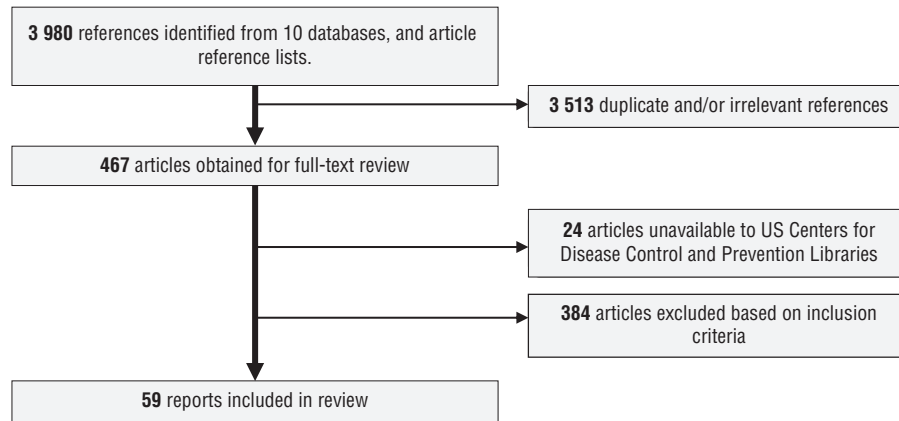 3 980 references identified from 10 databases, and article
reference lists.
3 513 duplicate and/or irrelevant references
467 articles obtained for full-text review
24 articles unavailable to US Centers for
Disease Control and Prevention Libraries
384 articles excluded based on inclusion
criteria
59 reports included in review